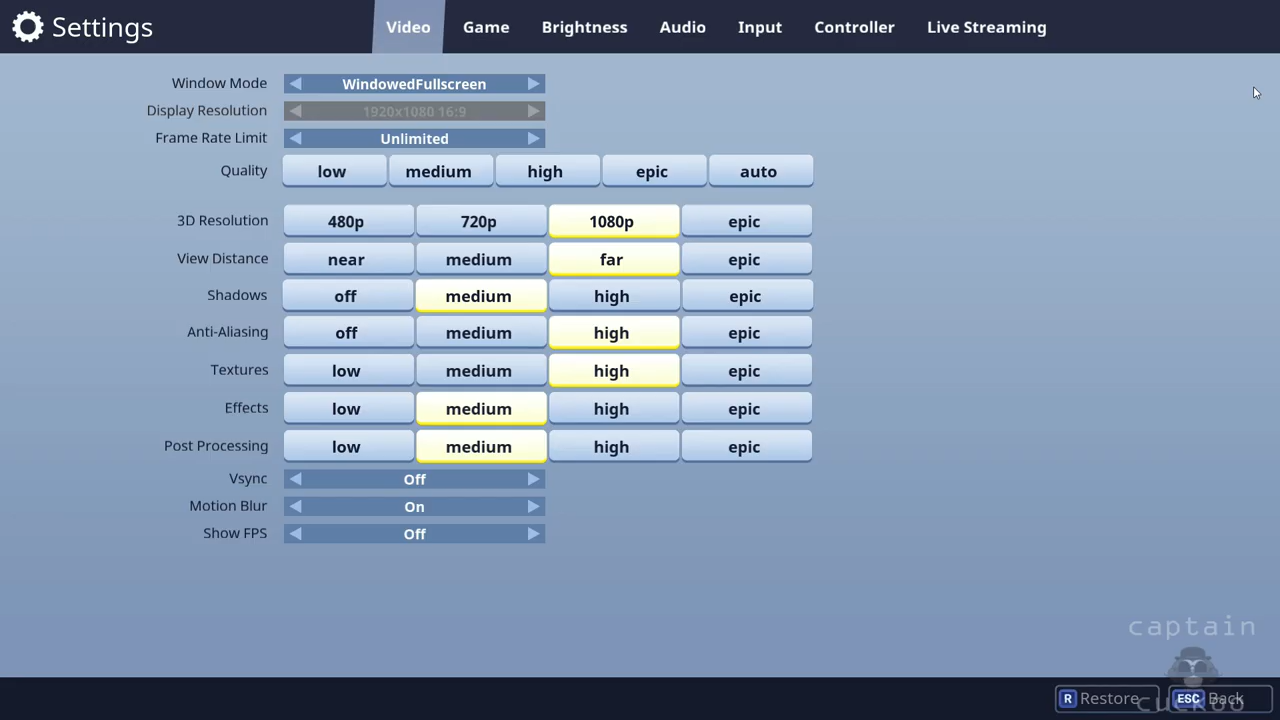 Settings
Video Game Brightness Audio Input Controller Live Streaming
Window Mode WindowedFullscreen
Display Resolution 1920x1080 16:9
Frame Rate Limit Unlimited
Quality low medium high epic auto
3D Resolution 480p 720p 1080p epic
View Distance near medium far epic
Shadows off medium high epic
Anti-Aliasing off medium high epic
Textures low medium high epic
Effects low medium high epic
Post Processing low medium high epic
Vsync Off
Motion Blur On
Show FPS Off
captain
R Restore ESC Back
cuckoo